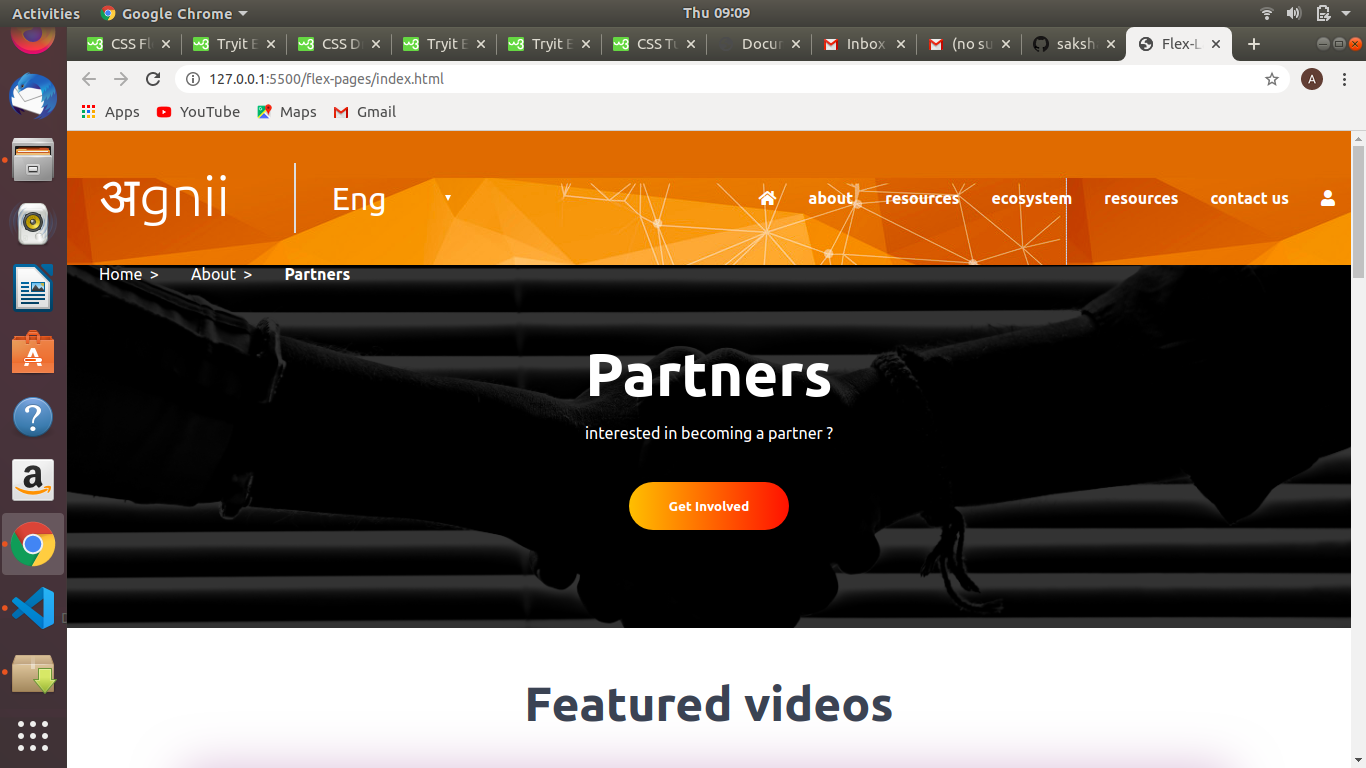 Activities Google Chrome Thu 09:09
CSS Fl Tryit E CSS D Tryit E Tryit E CSS Tu Docum Inbox (no su saksha Flex-L
127.0.0.1:5500/flex-pages/index.html A
Apps YouTube Maps Gmail
अgnii Eng about resources ecosystem resources contact us
Home > About > Partners
Partners
interested in becoming a partner ?
Get Involved
Featured videos